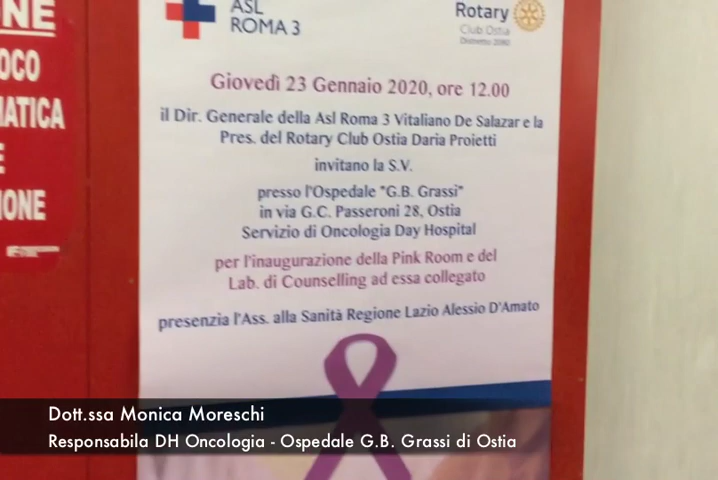 NE
OCO
MATICA
E
IONE
ASL
ROMA 3
Rotary
Club Ostia
Distretto 2080
Giovedì 23 Gennaio 2020, ore 12.00
il Dir. Generale della Asl Roma 3 Vitaliano De Salazar e la
Pres. del Rotary Club Ostia Daria Proietti
invitano la S.V.
presso l'Ospedale "G.B. Grassi"
in via G.C. Passeroni 28, Ostia
Servizio di Oncologia Day Hospital
per l'inaugurazione della Pink Room e del
Lab. di Counselling ad essa collegato
presenzia l'Ass. alla Sanità Regione Lazio Alessio D'Amato
Dott.ssa Monica Moreschi
Responsabila DH Oncologia - Ospedale G.B. Grassi di Ostia